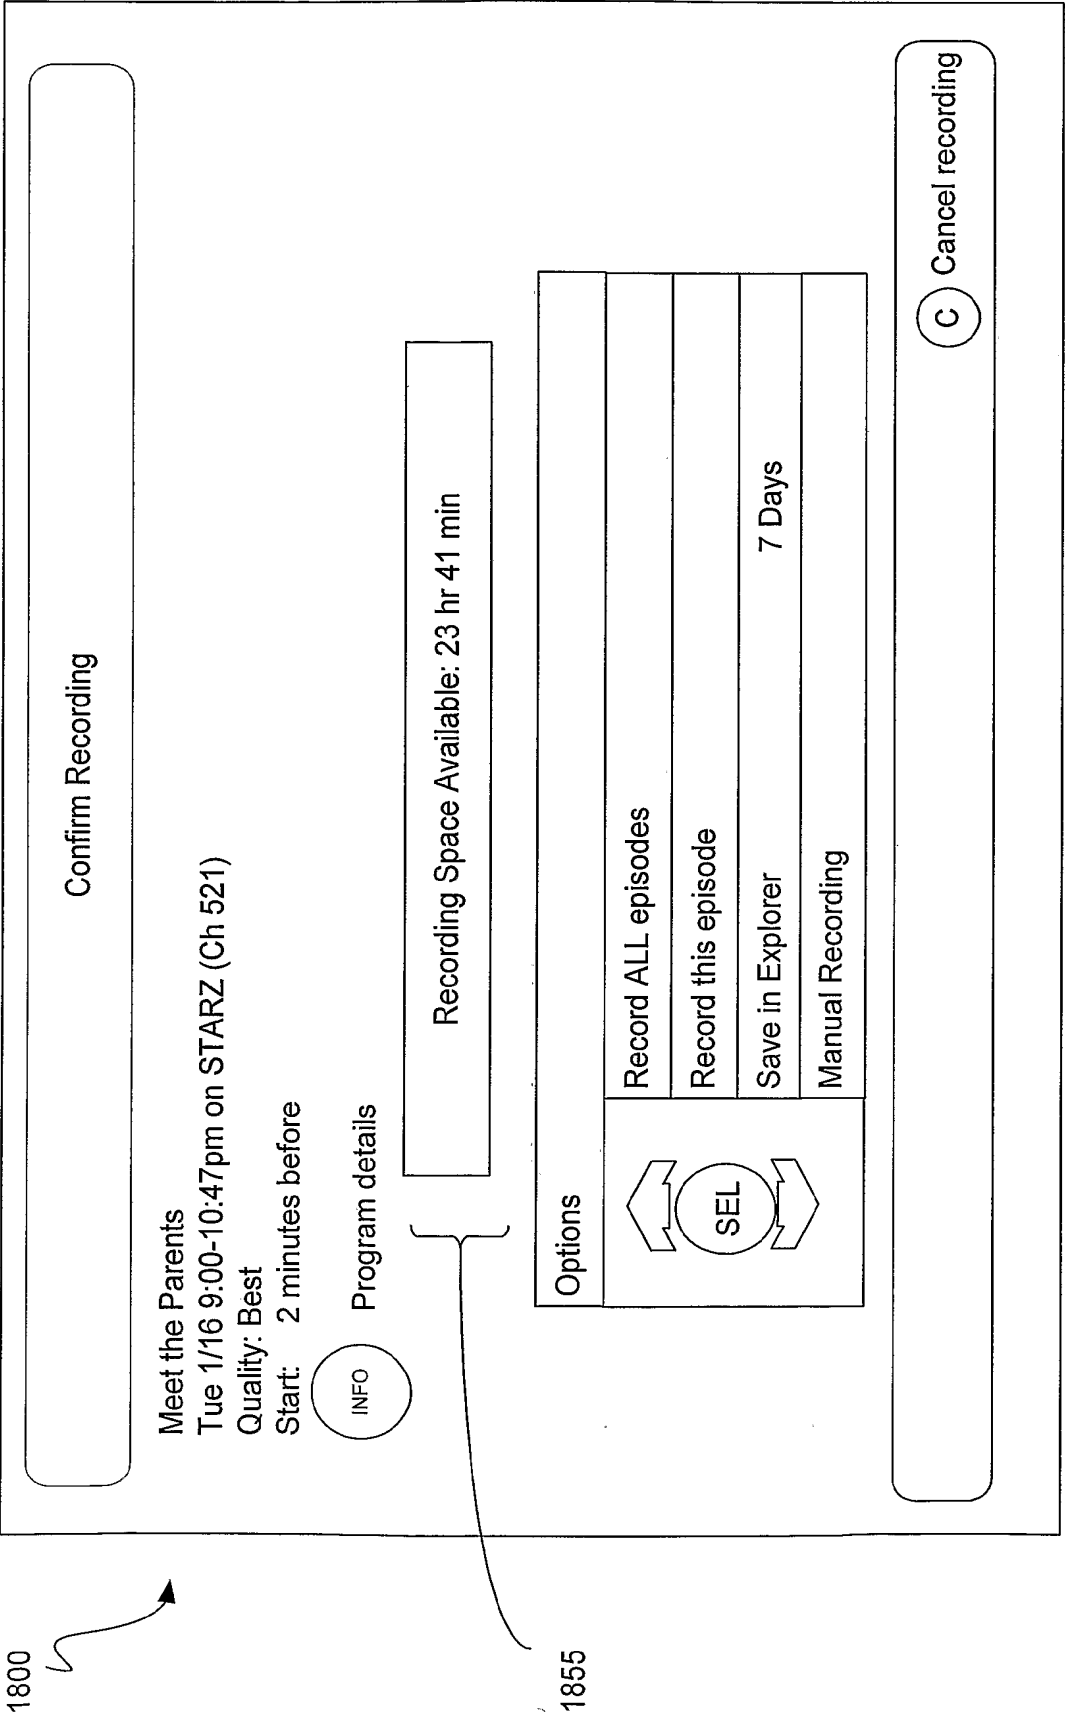 1800
Confirm Recording
Meet the Parents
Tue 1/16 9:00-10:47pm on STARZ (Ch 521)
Quality: Best
Start: 2 minutes before
INFO Program details
Recording Space Available: 23 hr 41 min
1855
Options
Record ALL episodes
Record this episode
SEL
Save in Explorer 7 Days
Manual Recording
C Cancel recording